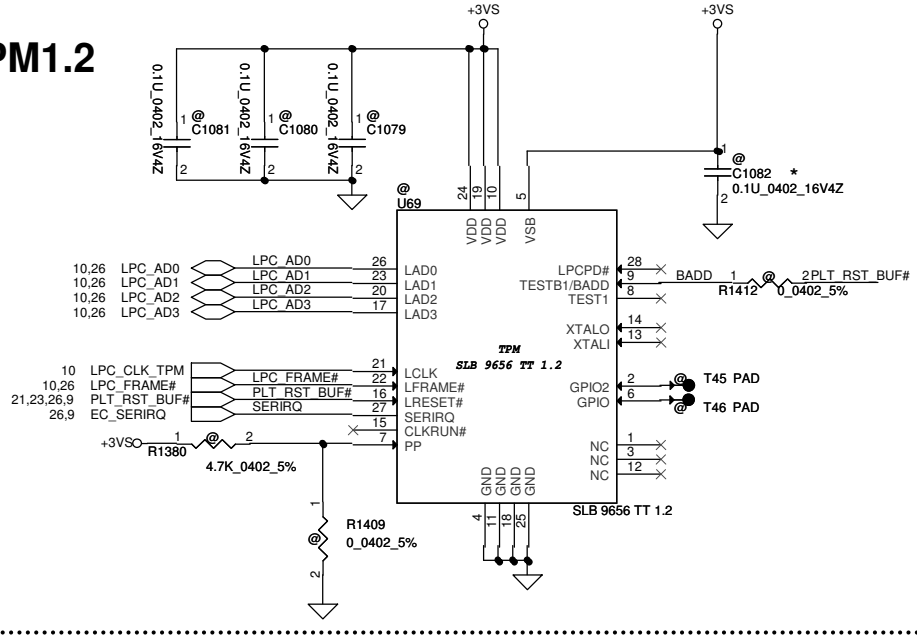 PM1.2
+3VS
+3VS
0.1U_0402_16V4Z
1
@
C1081
2
0.1U_0402_16V4Z
1
@
C1080
2
0.1U_0402_16V4Z
1
@
C1079
2
1
@
C1082 *
0.1U_0402_16V4Z
2
@
U69
24
19
10
5
VDD
VDD
VDD
VSB
10,26 LPC_AD0 LPC_AD0 26 LAD0
10,26 LPC_AD1 LPC_AD1 23 LAD1
10,26 LPC_AD2 LPC_AD2 20 LAD2
10,26 LPC_AD3 LPC_AD3 17 LAD3
LPCPD# 28
TESTB1/BADD 9 BADD 1 @ 2 PLT_RST_BUF#
R1412 0_0402_5%
TEST1 8
XTALO 14
XTALI 13
TPM
SLB 9656 TT 1.2
10 LPC_CLK_TPM 21 LCLK
10,26 LPC_FRAME# LPC_FRAME# 22 LFRAME#
21,23,26,9 PLT_RST_BUF# PLT_RST_BUF# 16 LRESET#
26,9 EC_SERIRQ SERIRQ 27 SERIRQ
15 CLKRUN#
+3VS 1 @ 2 7 PP
R1380
4.7K_0402_5%
GPIO2 2 @ T45 PAD
GPIO 6 @ T46 PAD
NC 1
NC 3
NC 12
GND
GND
GND
GND
4
11
18
25
SLB 9656 TT 1.2
1
R1409
@
0_0402_5%
2